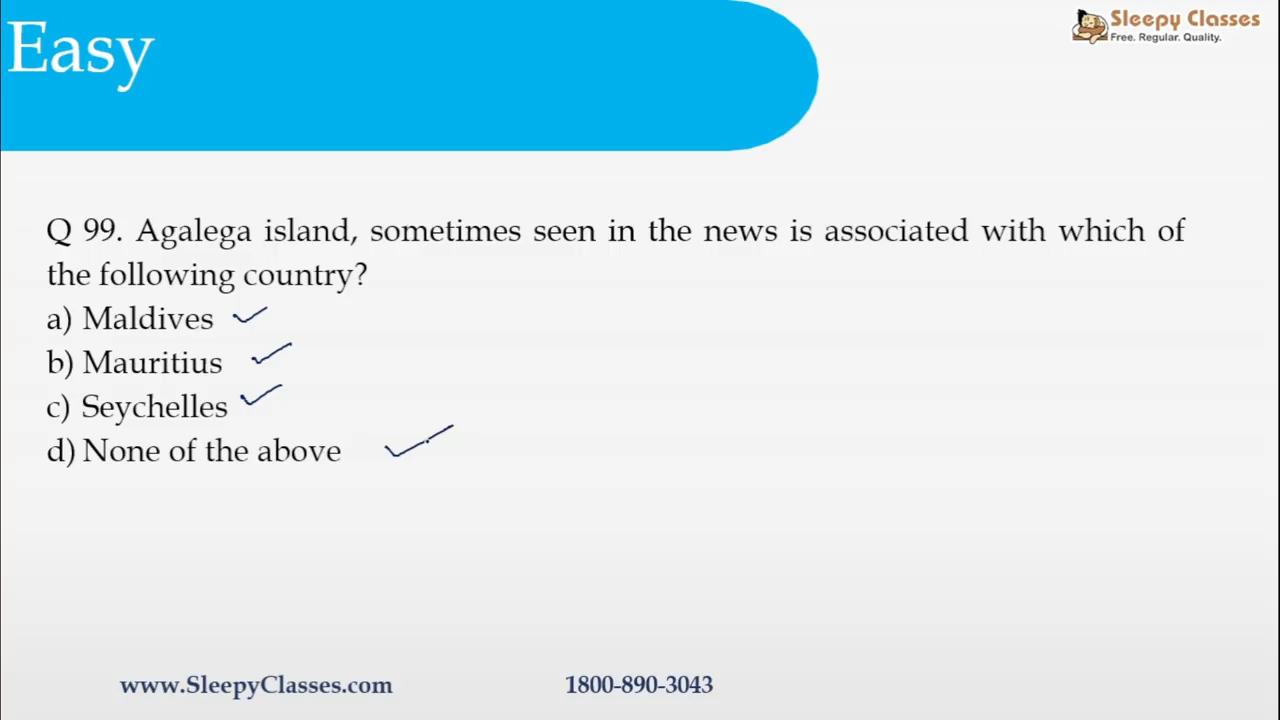 Easy
Sleepy Classes
Free. Regular. Quality.
Q 99. Agalega island, sometimes seen in the news is associated with which of
the following country?
a) Maldives
b) Mauritius
c) Seychelles
d) None of the above
www.SleepyClasses.com
1800-890-3043